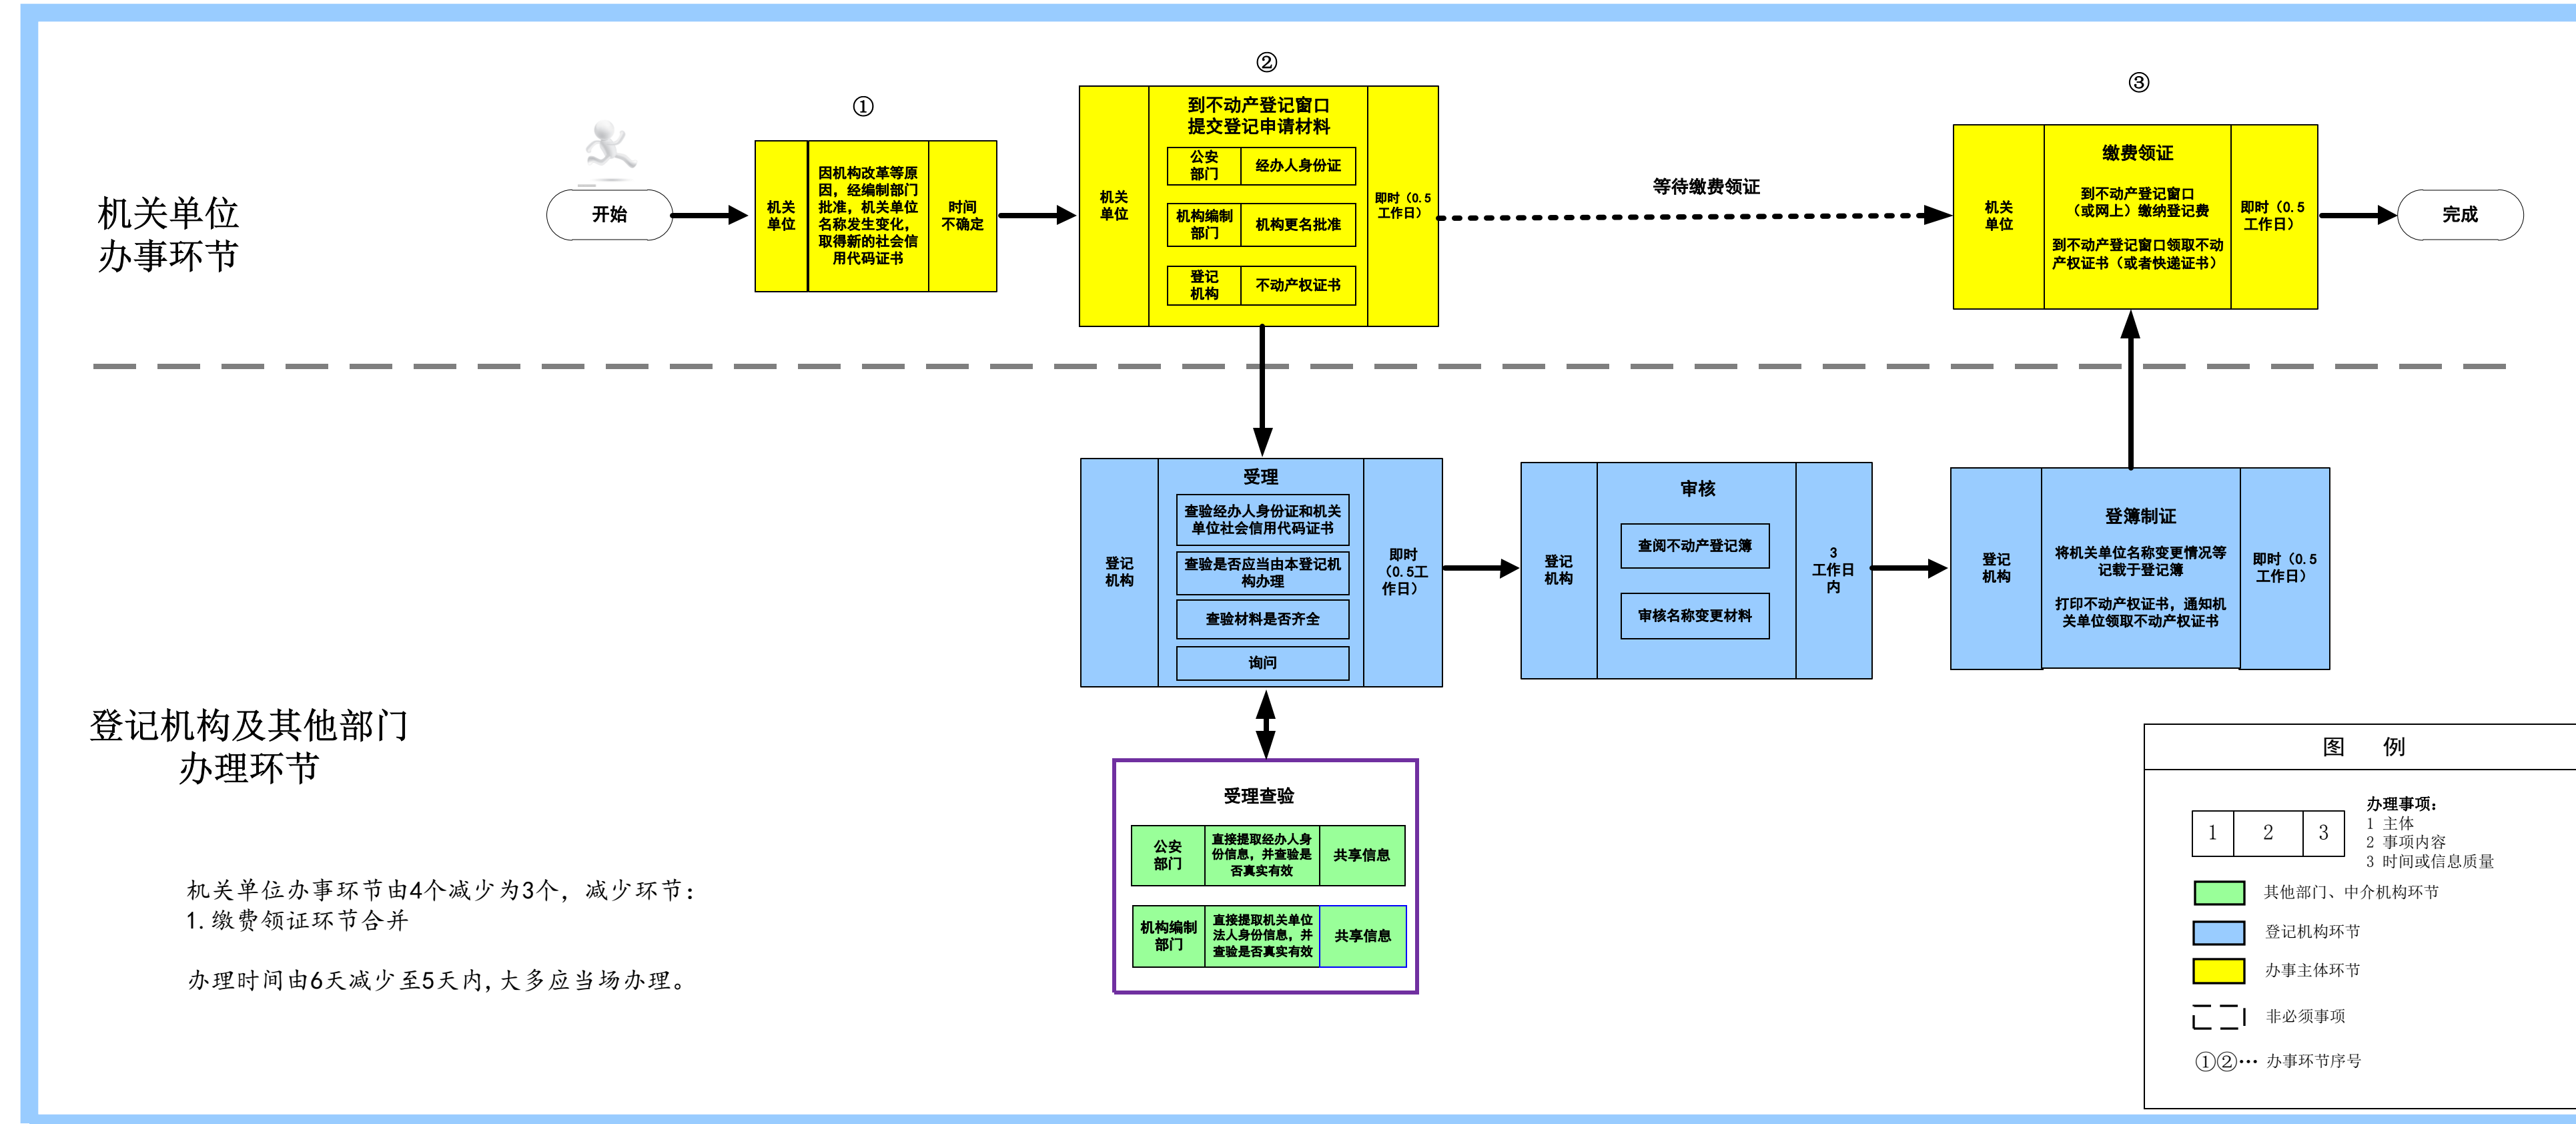 机关单位
办事环节
开始
①
机关
单位
因机构改革等原
因，经编制部门
批准，机关单位
名称发生变化，
取得新的社会信
用代码证书
时间
不确定
②
机关
单位
到不动产登记窗口
提交登记申请材料
公安
部门
经办人身份证
机构编制
部门
机构更名批准
登记
机构
不动产权证书
即时（0.5
工作日）
等待缴费领证
③
机关
单位
缴费领证
到不动产登记窗口
（或网上）缴纳登记费
到不动产登记窗口领取不动
产权证书（或者快递证书）
即时（0.5
工作日）
完成
登记机构及其他部门
办理环节
登记
机构
受理
查验经办人身份证和机关
单位社会信用代码证书
查验是否应当由本登记机
构办理
查验材料是否齐全
询问
即时
（0.5工
作日）
登记
机构
审核
查阅不动产登记簿
审核名称变更材料
3
工作日
内
登记
机构
登簿制证
将机关单位名称变更情况等
记载于登记簿
打印不动产权证书，通知机
关单位领取不动产权证书
即时（0.5
工作日）
受理查验
公安
部门
直接提取经办人身
份信息，并查验是
否真实有效
共享信息
机构编制
部门
直接提取机关单位
法人身份信息，并
查验是否真实有效
共享信息
机关单位办事环节由4个减少为3个，减少环节：
1.缴费领证环节合并
办理时间由6天减少至5天内,大多应当场办理。
图 例
1 2 3
办理事项：
1 主体
2 事项内容
3 时间或信息质量
其他部门、中介机构环节
登记机构环节
办事主体环节
非必须事项
①②… 办事环节序号